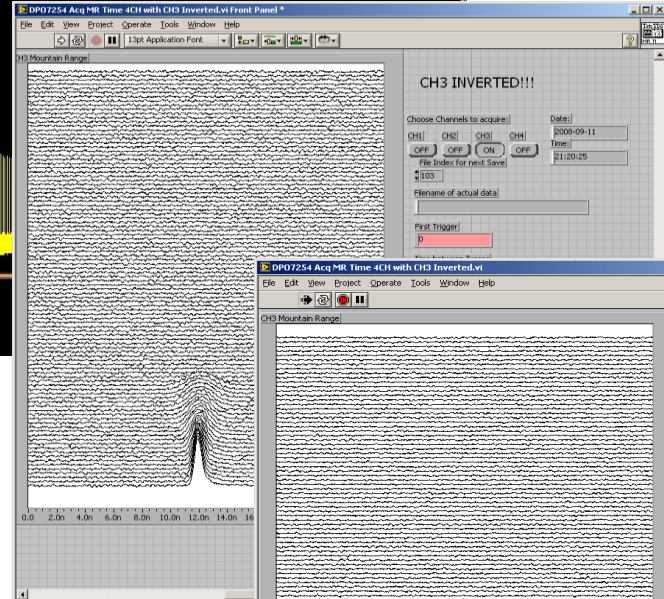 DPO7254 Acq MR Time 4CH with CH3 Inverted.vi Front Panel *
File Edit View Project Operate Tools Window Help
13pt Application Font
CH3 Mountain Range
CH3 INVERTED!!!
Choose Channels to acquire:
Date:
CH1 CH2 CH3 CH4
2008-09-11
OFF OFF ON OFF
Time:
21:20:25
File Index for next Save
103
Filename of actual data
First Trigger
0
0.0 2.0n 4.0n 6.0n 8.0n 10.0n 12.0n 14.0n
DPO7254 Acq MR Time 4CH with CH3 Inverted.vi
File Edit View Project Operate Tools Window Help
CH3 Mountain Range